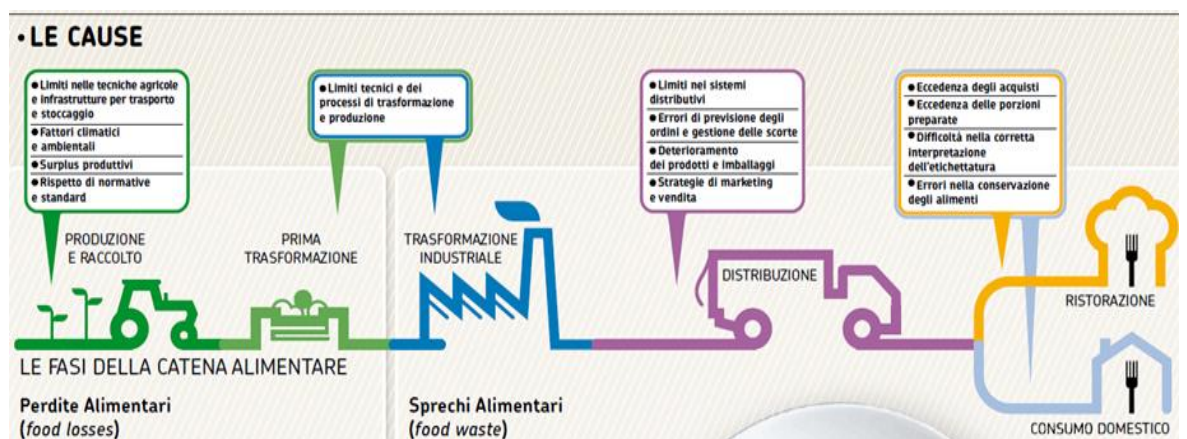 • LE CAUSE
● Limiti nelle tecniche agricole
e infrastrutture per trasporto
e stoccaggio
● Fattori climatici
e ambientali
● Surplus produttivi
● Rispetto di normative
e standard
● Limiti tecnici e dei
processi di trasformazione
e produzione
● Limiti nei sistemi
distributivi
● Errori di previsione degli
ordini e gestione delle scorte
● Deterioramento
dei prodotti e imballaggi
● Strategie di marketing
e vendita
● Eccedenza degli acquisti
● Eccedenza delle porzioni
preparate
● Difficoltà nella corretta
interpretazione
dell'etichettatura
● Errori nella conservazione
degli alimenti
PRODUZIONE
E RACCOLTO
PRIMA
TRASFORMAZIONE
TRASFORMAZIONE
INDUSTRIALE
DISTRIBUZIONE
RISTORAZIONE
CONSUMO DOMESTICO
LE FASI DELLA CATENA ALIMENTARE
Perdite Alimentari
(food losses)
Sprechi Alimentari
(food waste)